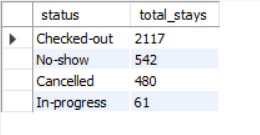 status total_stays
Checked-out 2117
No-show 542
Cancelled 480
In-progress 61